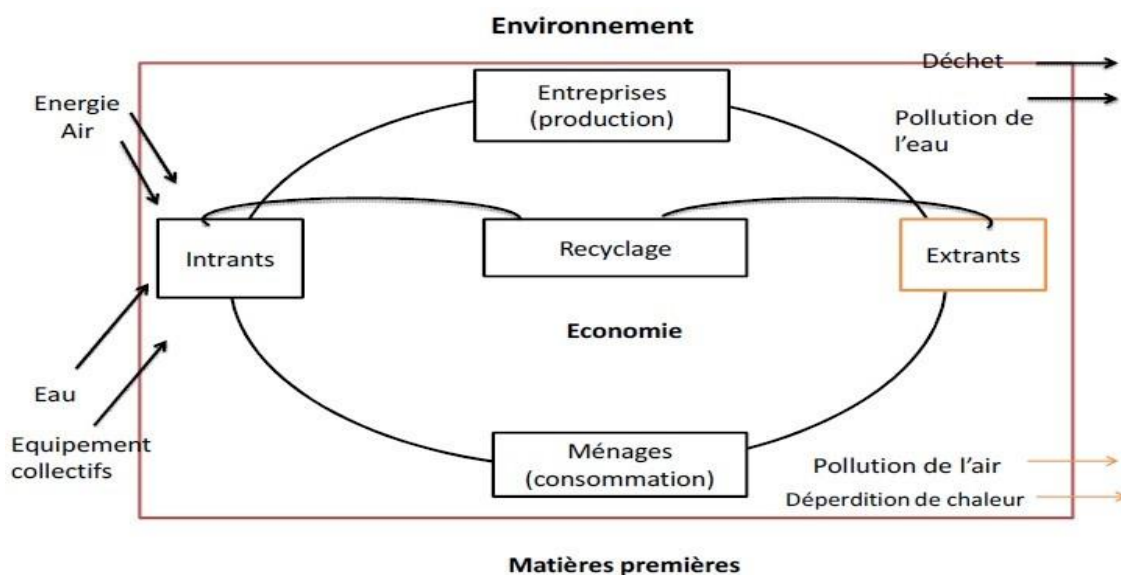 Environnement
Déchet
Energie
Air
Entreprises
(production)
Pollution de
l’eau
Intrants
Recyclage
Extrants
Economie
Eau
Equipement
collectifs
Ménages
(consommation)
Pollution de l’air
Déperdition de chaleur
Matières premières